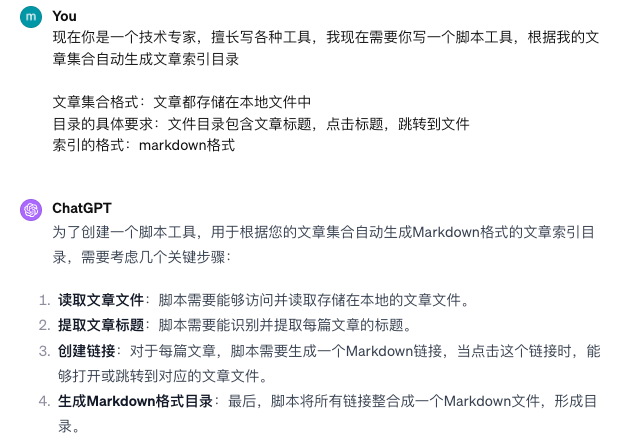 m
You
现在你是一个技术专家，擅长写各种工具，我现在需要你写一个脚本工具，根据我的文
章集合自动生成文章索引目录
文章集合格式：文章都存储在本地文件中
目录的具体要求：文件目录包含文章标题，点击标题，跳转到文件
索引的格式：markdown格式
ChatGPT
为了创建一个脚本工具，用于根据您的文章集合自动生成Markdown格式的文章索引目
录，需要考虑几个关键步骤：
1. 读取文章文件：脚本需要能够访问并读取存储在本地的文章文件。
2. 提取文章标题：脚本需要能识别并提取每篇文章的标题。
3. 创建链接：对于每篇文章，脚本需要生成一个Markdown链接，当点击这个链接时，能
够打开或跳转到对应的文章文件。
4. 生成Markdown格式目录：最后，脚本将所有链接整合成一个Markdown文件，形成目
录。